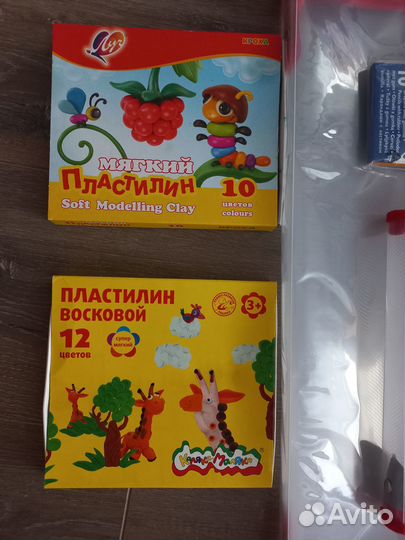 Луч
КРОХА
МЯГКИЙ
ПЛАСТИЛИН
Soft Modelling Clay
10
цветов
colours
ПЛАСТИЛИН
ВОСКОВОЙ
12
цветов
супер
мягкий
3+
Каляка-Маляка
Avito